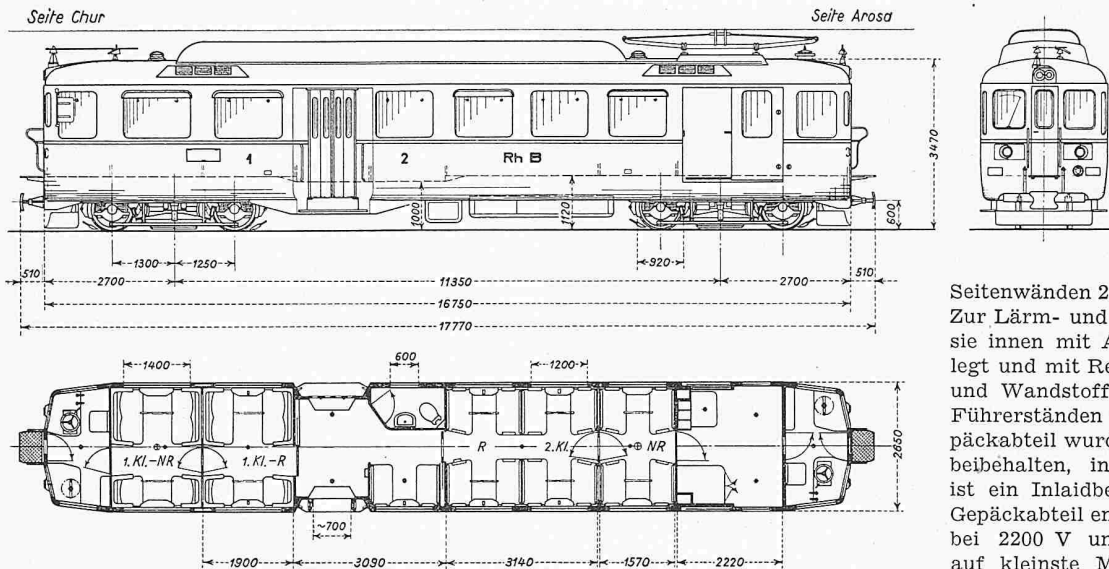 Seite Chur
Seite Arosa
1
2
Rh B
3470
1000
1120
600
1300
1250
920
510
2700
11350
2700
510
16750
17770
1400
600
1200
1. Kl.-NR
1. Kl.-R
R
2. Kl.
NR
2650
~700
1900
3090
3140
1570
2220
Seitenwänden 2
Zur Lärm- und
sie innen mit A
legt und mit Re
und Wandstoff
Führerständen
päckabteil wurd
beibehalten, in
ist ein Inlaidbe
Gepäckabteil er
bei 2200 V un
auf kleinste M